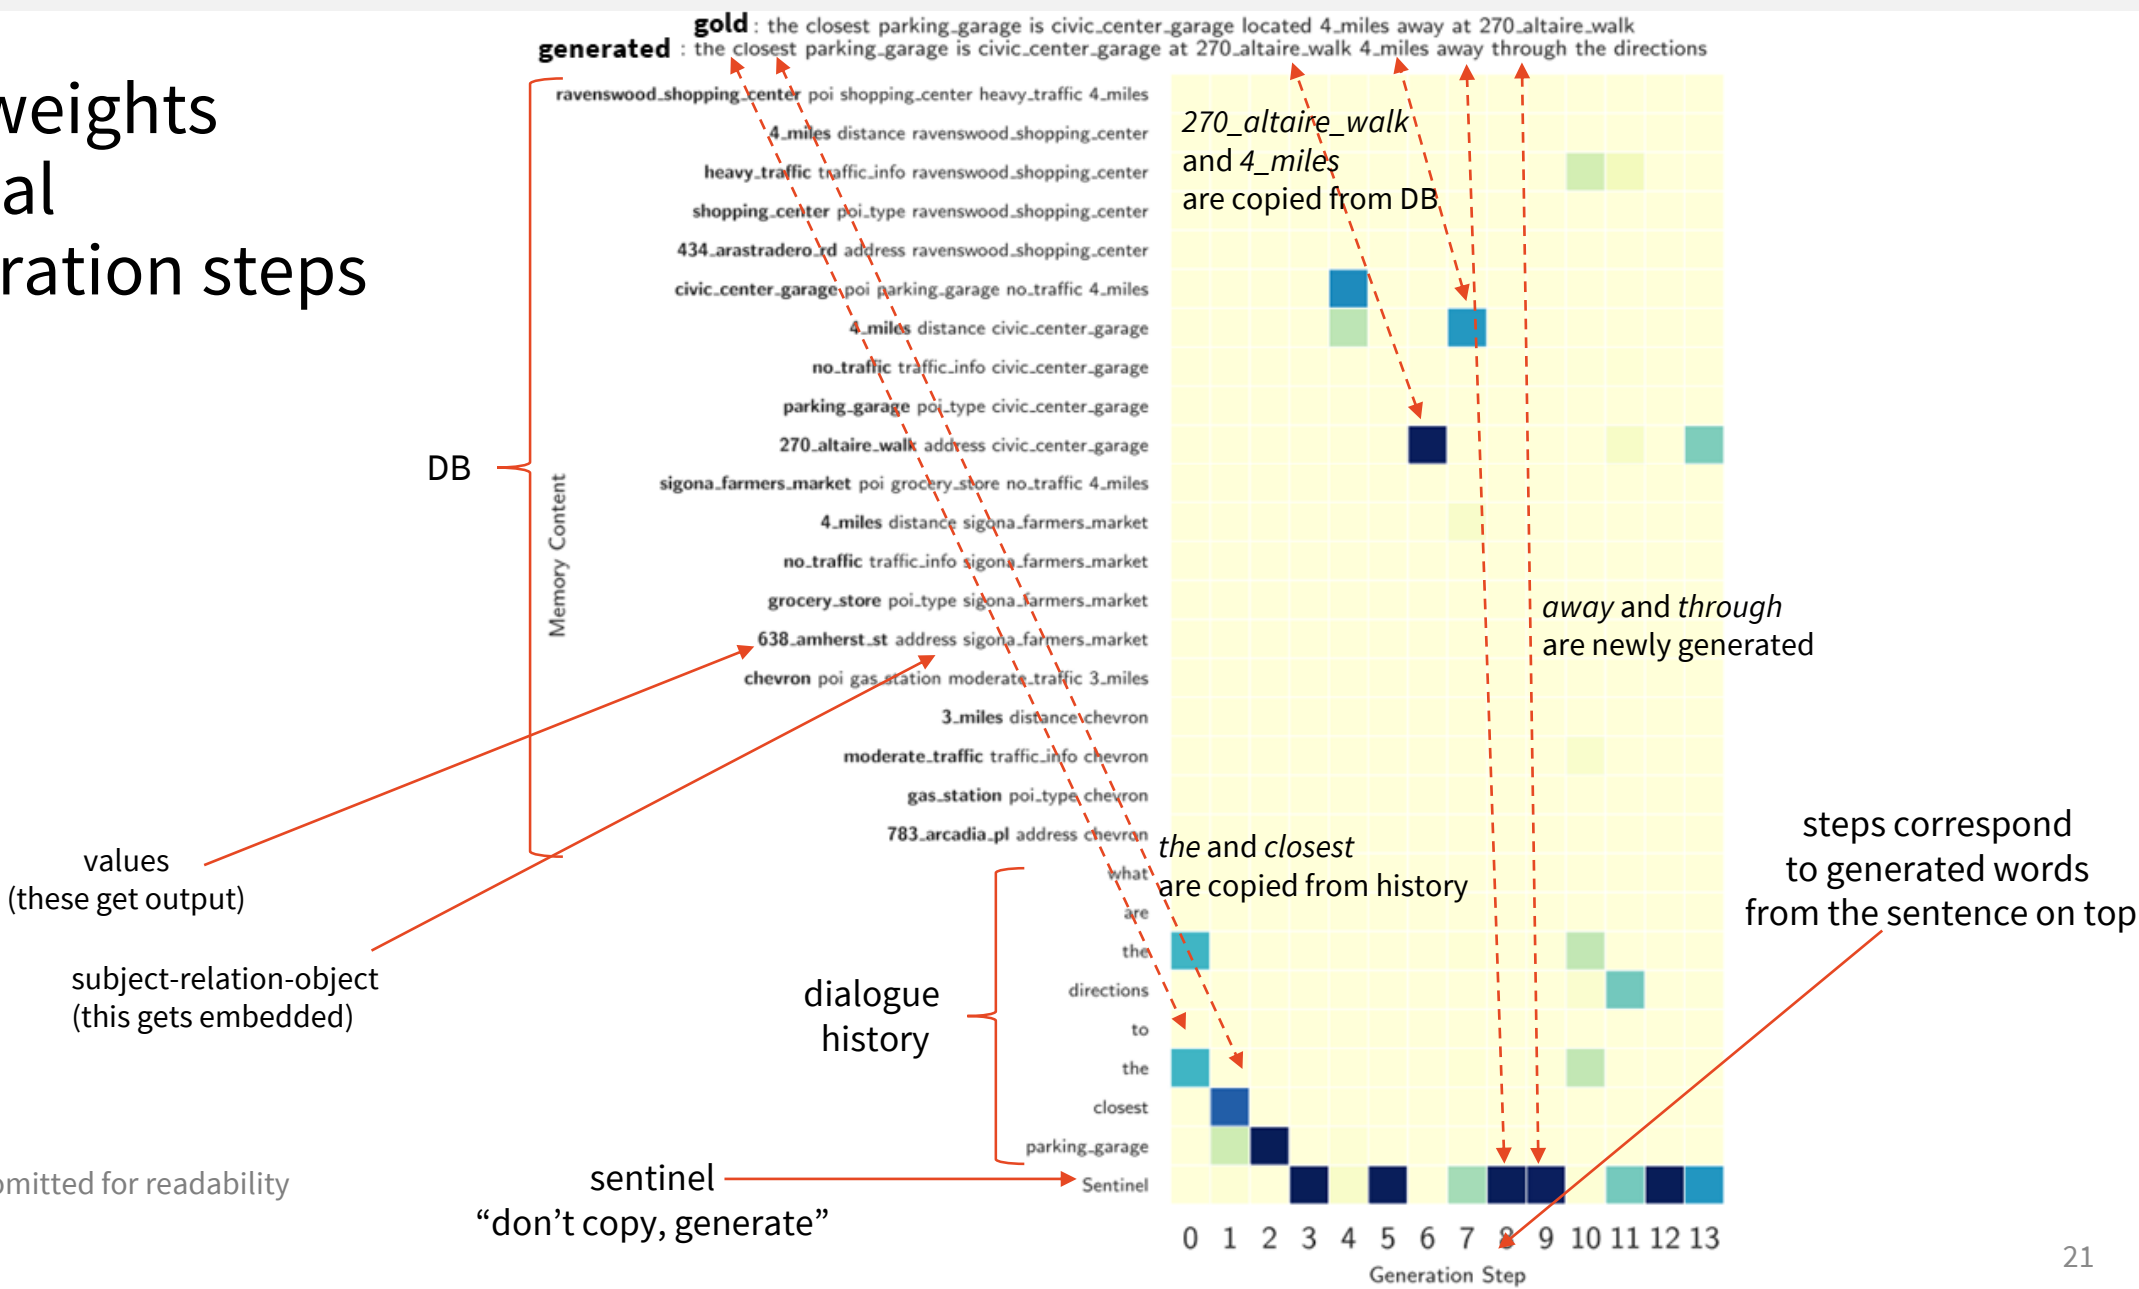 gold : the closest parking_garage is civic_center_garage located 4_miles away at 270_altaire_walk
generated : the closest parking_garage is civic_center_garage at 270_altaire_walk 4_miles away through the directions
weights
al
ration steps
ravenswood_shopping_center poi shopping_center heavy_traffic 4_miles
4_miles distance ravenswood_shopping_center
heavy_traffic traffic_info ravenswood_shopping_center
shopping_center poi_type ravenswood_shopping_center
434_arastradero_rd address ravenswood_shopping_center
civic_center_garage poi parking_garage no_traffic 4_miles
4_miles distance civic_center_garage
no_traffic traffic_info civic_center_garage
parking_garage poi_type civic_center_garage
270_altaire_walk address civic_center_garage
sigona_farmers_market poi grocery_store no_traffic 4_miles
4_miles distance sigona_farmers_market
no_traffic traffic_info sigona_farmers_market
grocery_store poi_type sigona_farmers_market
638_amherst_st address sigona_farmers_market
chevron poi gas_station moderate_traffic 3_miles
3_miles distance chevron
moderate_traffic traffic_info chevron
gas_station poi_type chevron
783_arcadia_pl address chevron
what
are
the
directions
to
the
closest
parking_garage
Sentinel
270_altaire_walk
and 4_miles
are copied from DB
DB
Memory Content
away and through
are newly generated
the and closest
are copied from history
steps correspond
to generated words
from the sentence on top
values
(these get output)
subject-relation-object
(this gets embedded)
dialogue
history
sentinel
“don’t copy, generate”
omitted for readability
0 1 2 3 4 5 6 7 8 9 10 11 12 13
Generation Step
21